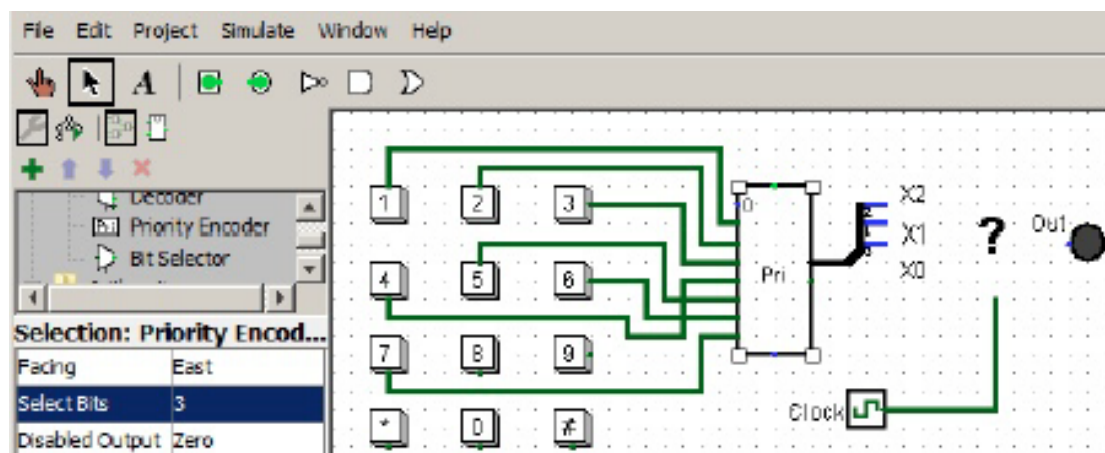 File Edit Project Simulate Window Help
A
Decoder
Pri Priority Encoder
Bit Selector
Selection: Priority Encod...
Facing East
Select Bits 3
Disabled Output Zero
1 2 3
4 5 6
7 8 9
* 0 #
0
Pri
X2
X1
X0
?
Out
Clock